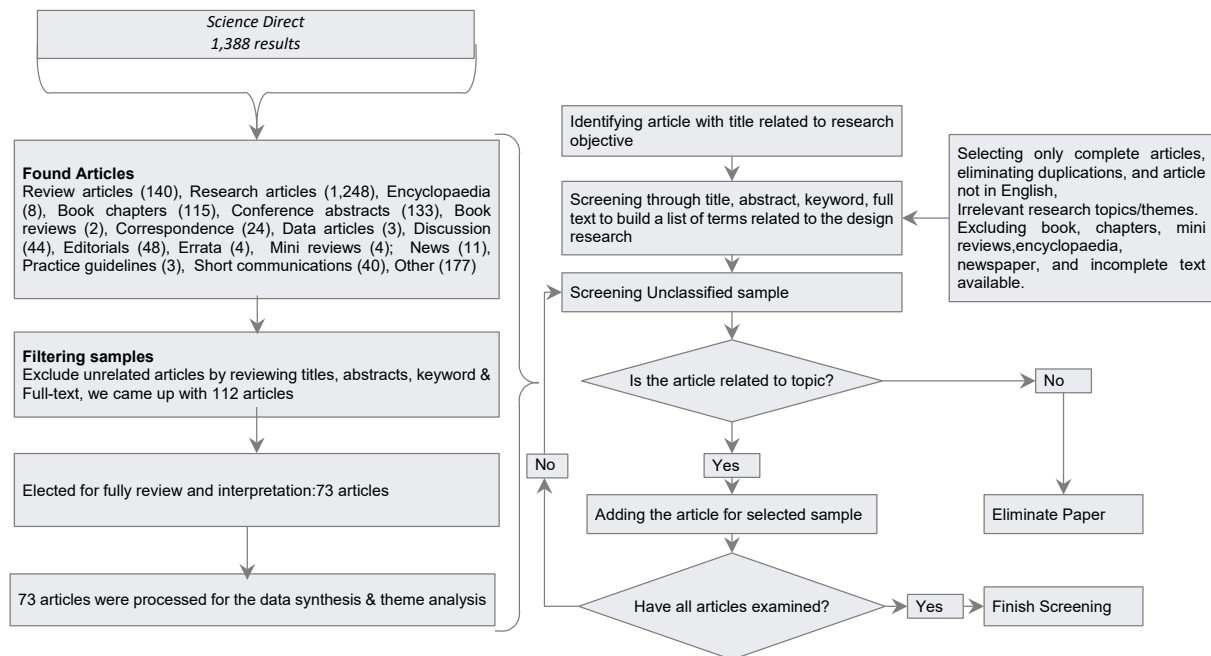 Science Direct
1,388 results
Found Articles
Review articles (140), Research articles (1,248), Encyclopaedia
(8), Book chapters (115), Conference abstracts (133), Book
reviews (2), Correspondence (24), Data articles (3), Discussion
(44), Editorials (48), Errata (4), Mini reviews (4); News (11),
Practice guidelines (3), Short communications (40), Other (177)
Filtering samples
Exclude unrelated articles by reviewing titles, abstracts, keyword &
Full-text, we came up with 112 articles
Elected for fully review and interpretation:73 articles
73 articles were processed for the data synthesis & theme analysis
Identifying article with title related to research
objective
Screening through title, abstract, keyword, full
text to build a list of terms related to the design
research
Selecting only complete articles,
eliminating duplications, and article
not in English,
Irrelevant research topics/themes.
Excluding book, chapters, mini
reviews,encyclopaedia,
newspaper, and incomplete text
available.
Screening Unclassified sample
Is the article related to topic?
No
Yes
No
Adding the article for selected sample
Eliminate Paper
Have all articles examined?
Yes
Finish Screening